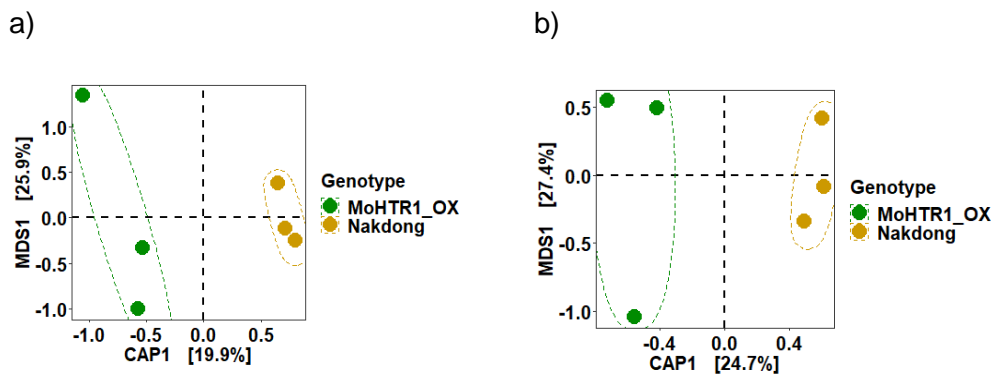 a)
MDS1 [25.9%]
1.0
0.5
0.0
-0.5
-1.0
-1.0 -0.5 0.0 0.5
CAP1 [19.9%]
Genotype
MoHTR1_OX
Nakdong
b)
MDS1 [27.4%]
0.5
0.0
-0.5
-1.0
-0.4 0.0 0.4
CAP1 [24.7%]
Genotype
MoHTR1_OX
Nakdong